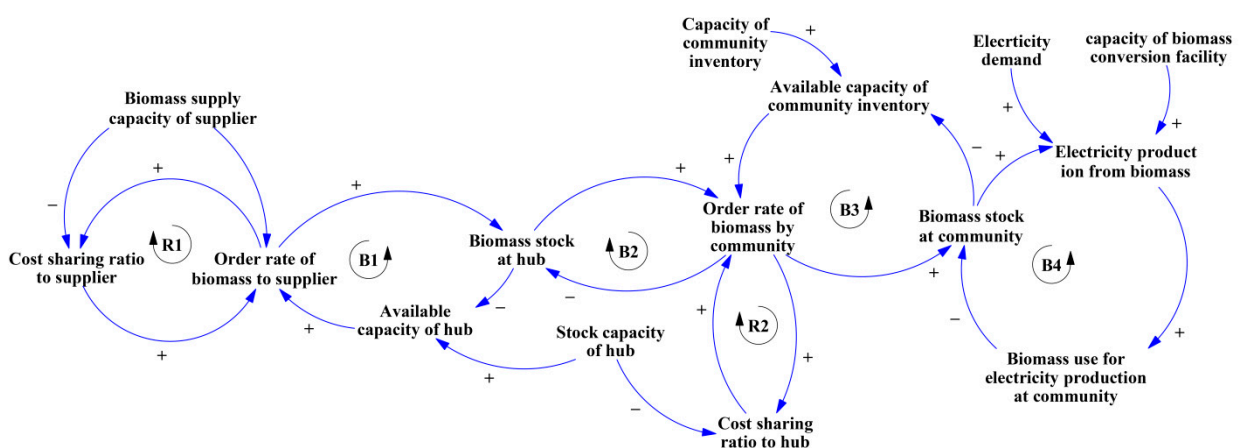 Capacity of
community
inventory
+
Elecrticity
demand
capacity of biomass
conversion facility
Biomass supply
capacity of supplier
Available capacity of
community inventory
+
+
−
+
Electricity product
ion from biomass
+
+
+
+
−
Cost sharing ratio
to supplier
R1
Order rate of
biomass to supplier
B1
Biomass stock
at hub
B2
Order rate of
biomass by
community
B3
Biomass stock
at community
B4
+
+
−
−
+
−
+
+
Available
capacity of hub
Stock capacity
of hub
R2
+
+
+
−
Biomass use for
electricity production
at community
Cost sharing
ratio to hub